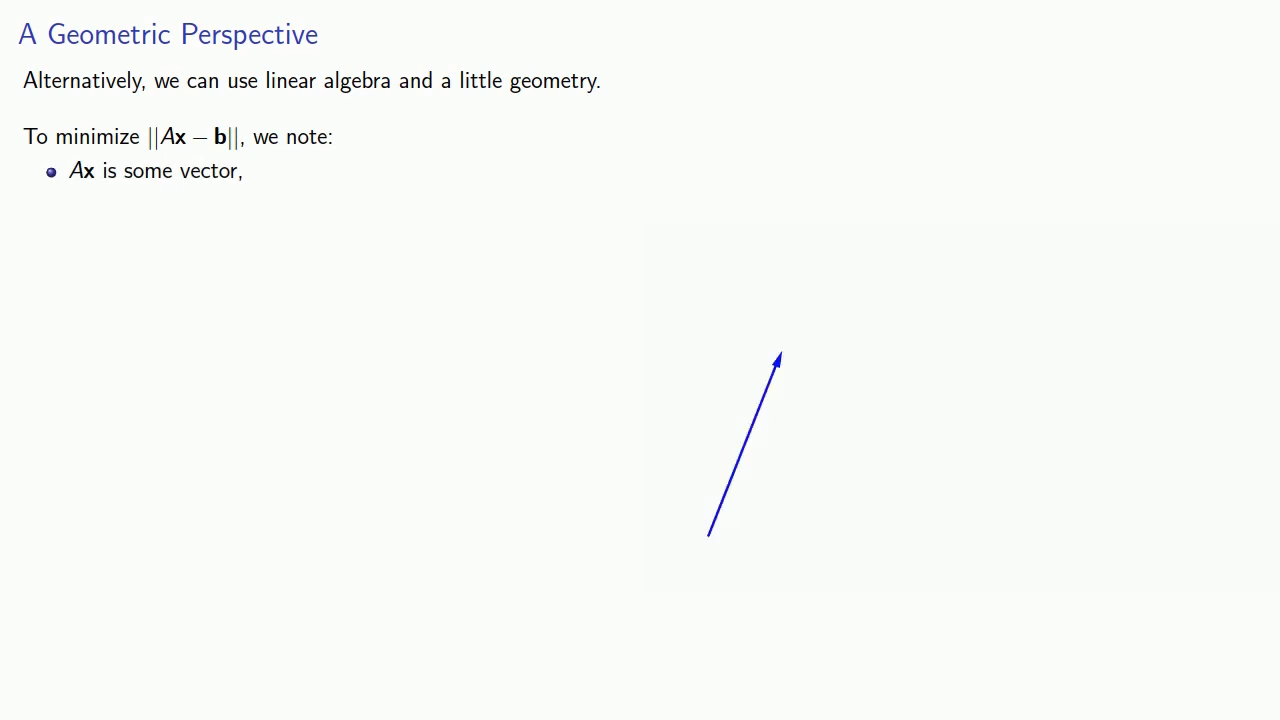 A Geometric Perspective
Alternatively, we can use linear algebra and a little geometry.
To minimize ||Ax − b||, we note:
Ax is some vector,